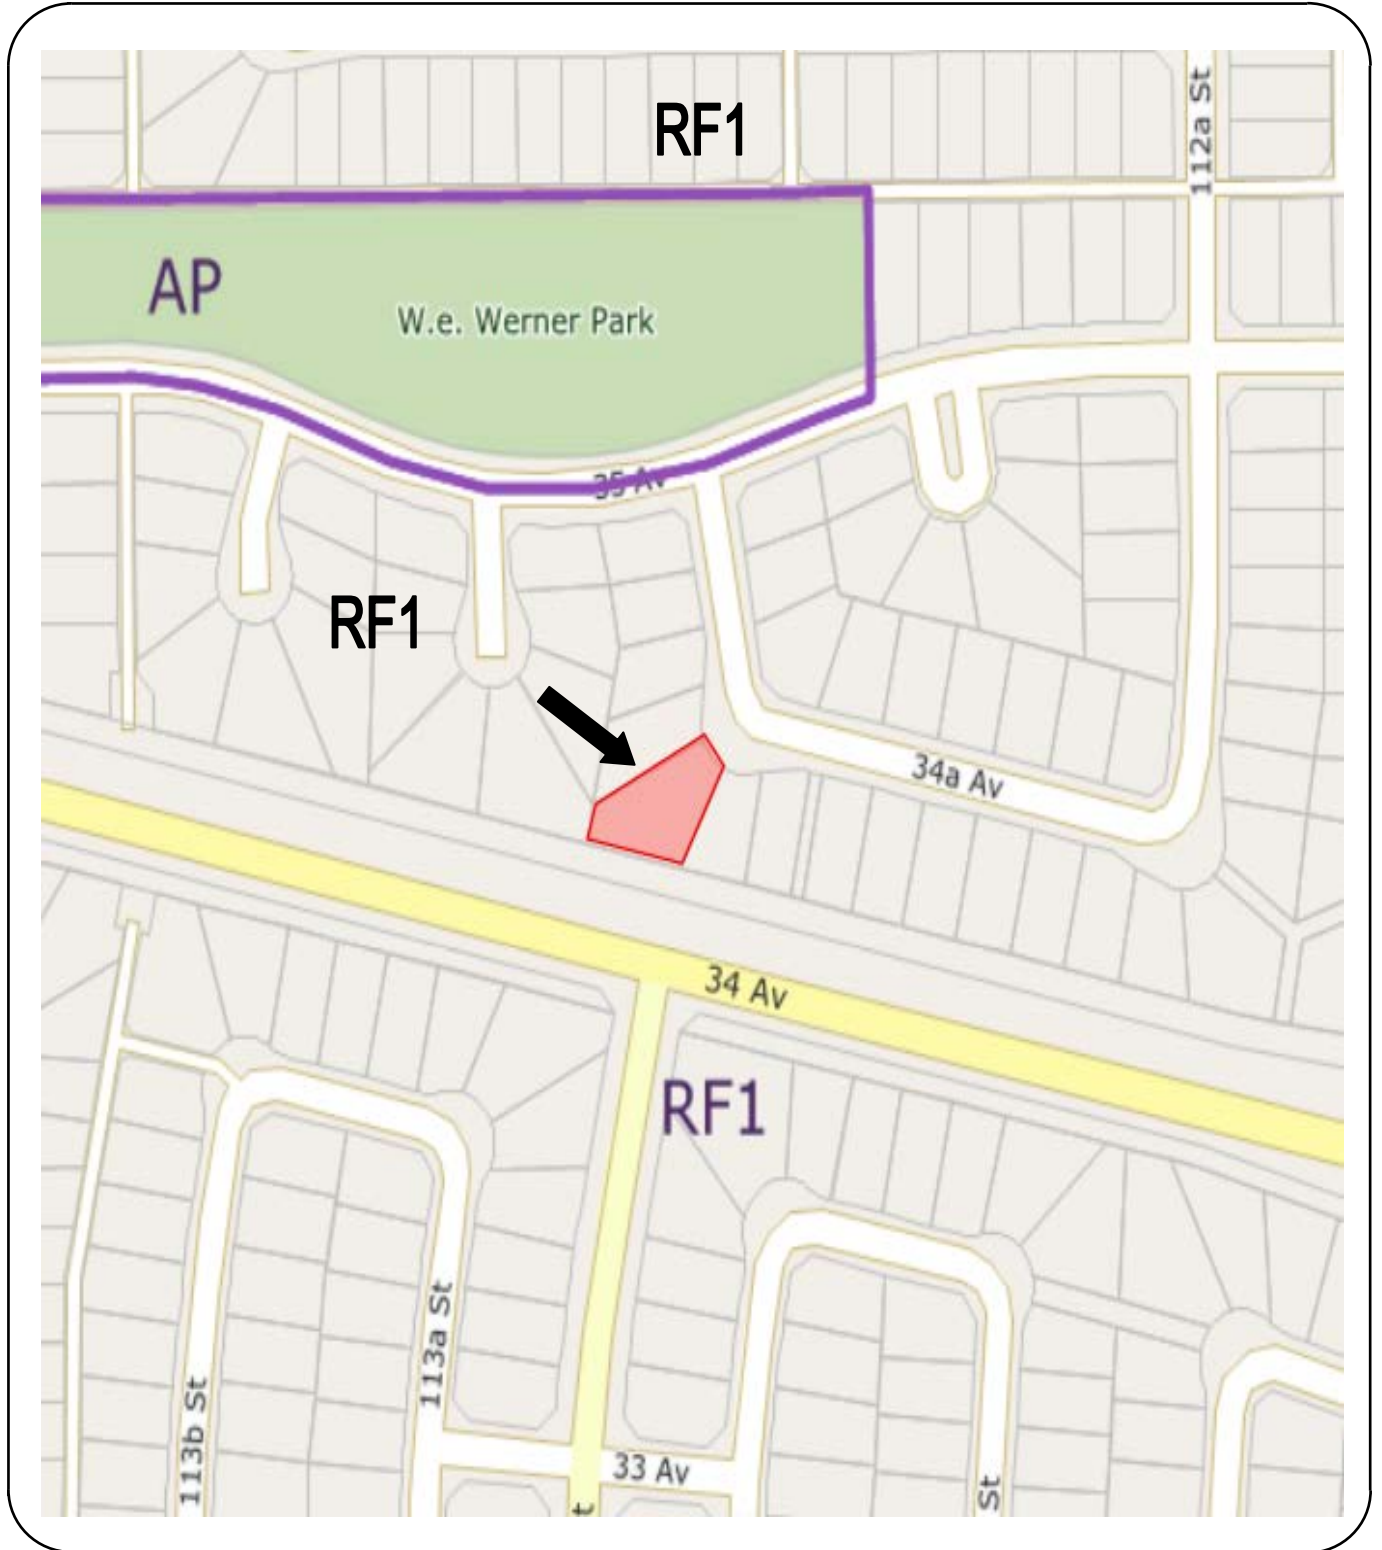 RF1
112a St
AP
W.e. Werner Park
35 Av
RF1
34a Av
34 Av
RF1
113a St
113b St
33 Av
St
t